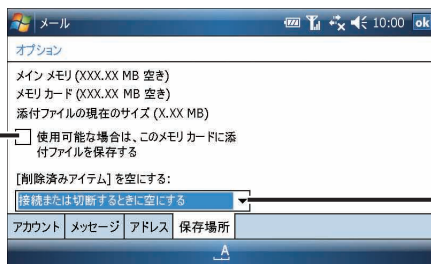 メール 10:00 ok
オプション
メイン メモリ (XXX.XX MB 空き)
メモリ カード (XXX.XX MB 空き)
添付ファイルの現在のサイズ (X.XX MB)
使用可能な場合は、このメモリ カードに添
付ファイルを保存する
[削除済みアイテム] を空にする:
接続または切断するときに空にする
アカウント メッセージ アドレス 保存場所
A